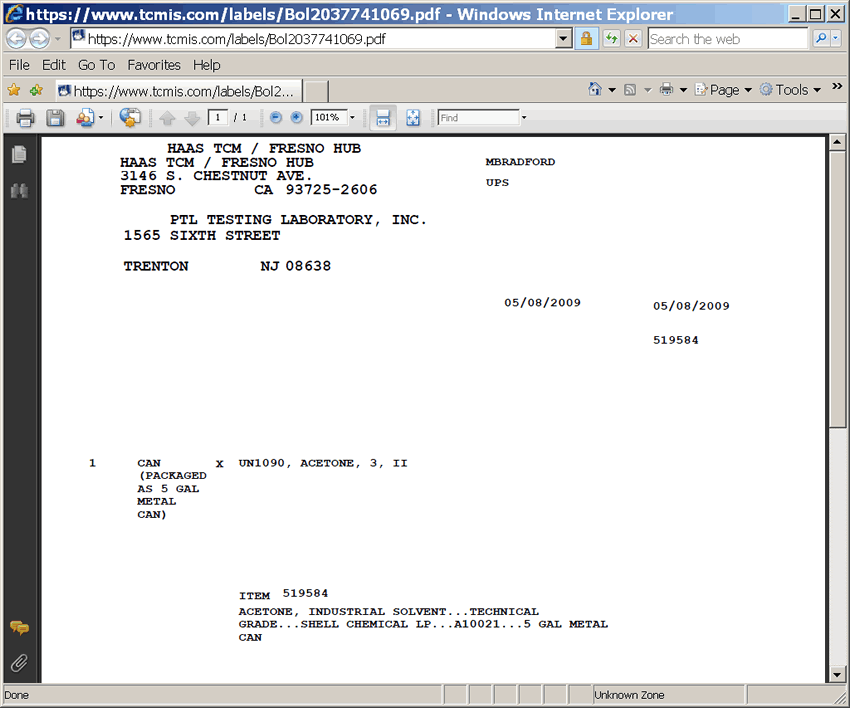 https://www.tcmis.com/labels/Bol2037741069.pdf - Windows Internet Explorer
https://www.tcmis.com/labels/Bol2037741069.pdf
Search the web
File Edit Go To Favorites Help
https://www.tcmis.com/labels/Bol2...
Page Tools »
1 / 1 101% Find
HAAS TCM / FRESNO HUB
HAAS TCM / FRESNO HUB
3146 S. CHESTNUT AVE.
FRESNO CA 93725-2606
MBRADFORD
UPS
PTL TESTING LABORATORY, INC.
1565 SIXTH STREET
TRENTON NJ 08638
05/08/2009 05/08/2009
519584
1 CAN X UN1090, ACETONE, 3, II
(PACKAGED
AS 5 GAL
METAL
CAN)
ITEM 519584
ACETONE, INDUSTRIAL SOLVENT...TECHNICAL
GRADE...SHELL CHEMICAL LP...A10021...5 GAL METAL
CAN
Done Unknown Zone